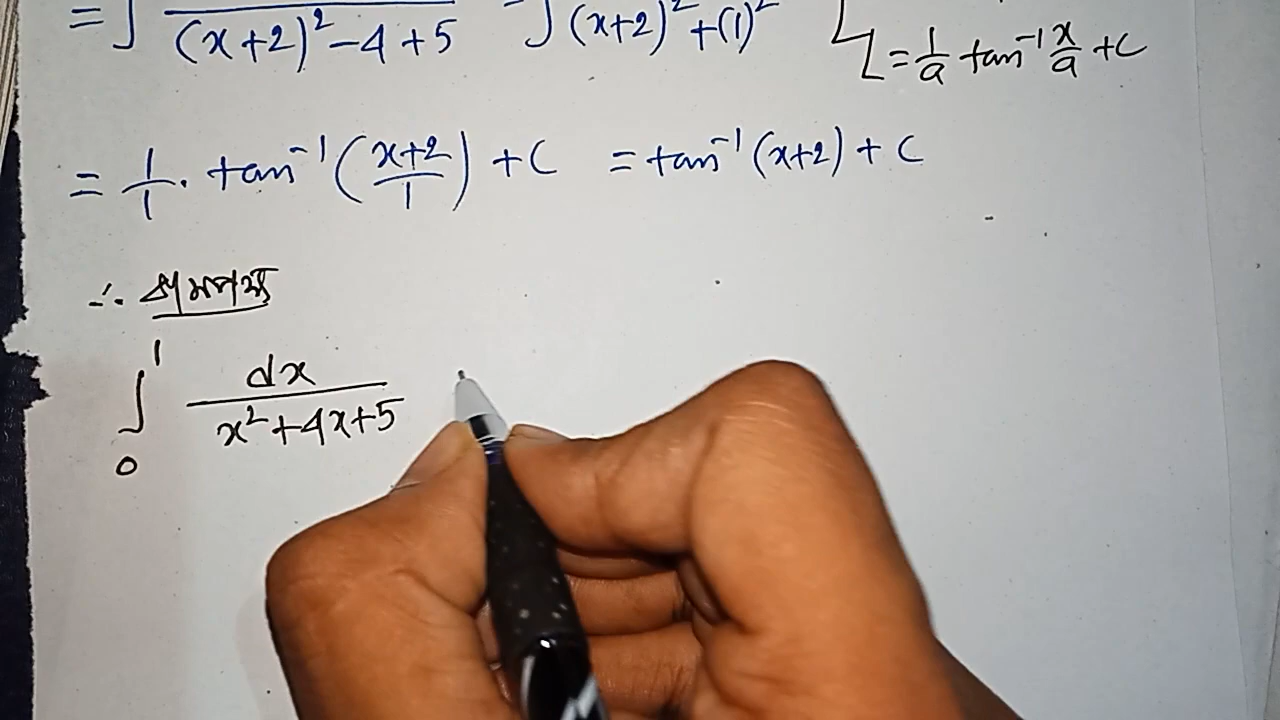 = ∫ ―― / (x+2)² - 4 + 5 = ∫ ―― / (x+2)² + (1)²
= 1/a tan⁻¹ x/a + C
= 1/1 . tan⁻¹ ((x+2)/1) + C = tan⁻¹ (x+2) + C
∴
∫₀¹ dx / x² + 4x + 5